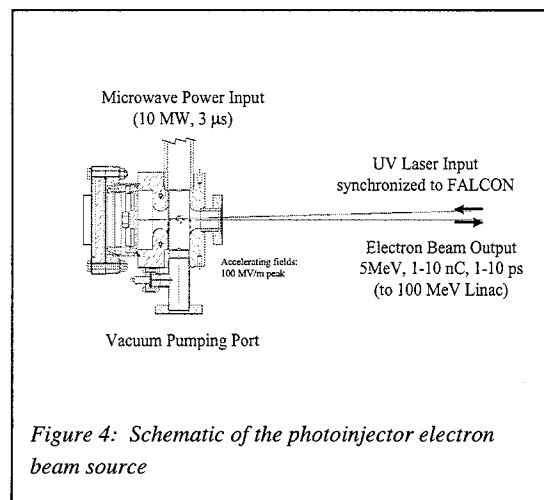 Microwave Power Input
(10 MW, 3 μs)
UV Laser Input
synchronized to FALCON
Accelerating fields:
100 MV/m peak
Electron Beam Output
5MeV, 1-10 nC, 1-10 ps
(to 100 MeV Linac)
Vacuum Pumping Port
Figure 4: Schematic of the photoinjector electron
beam source